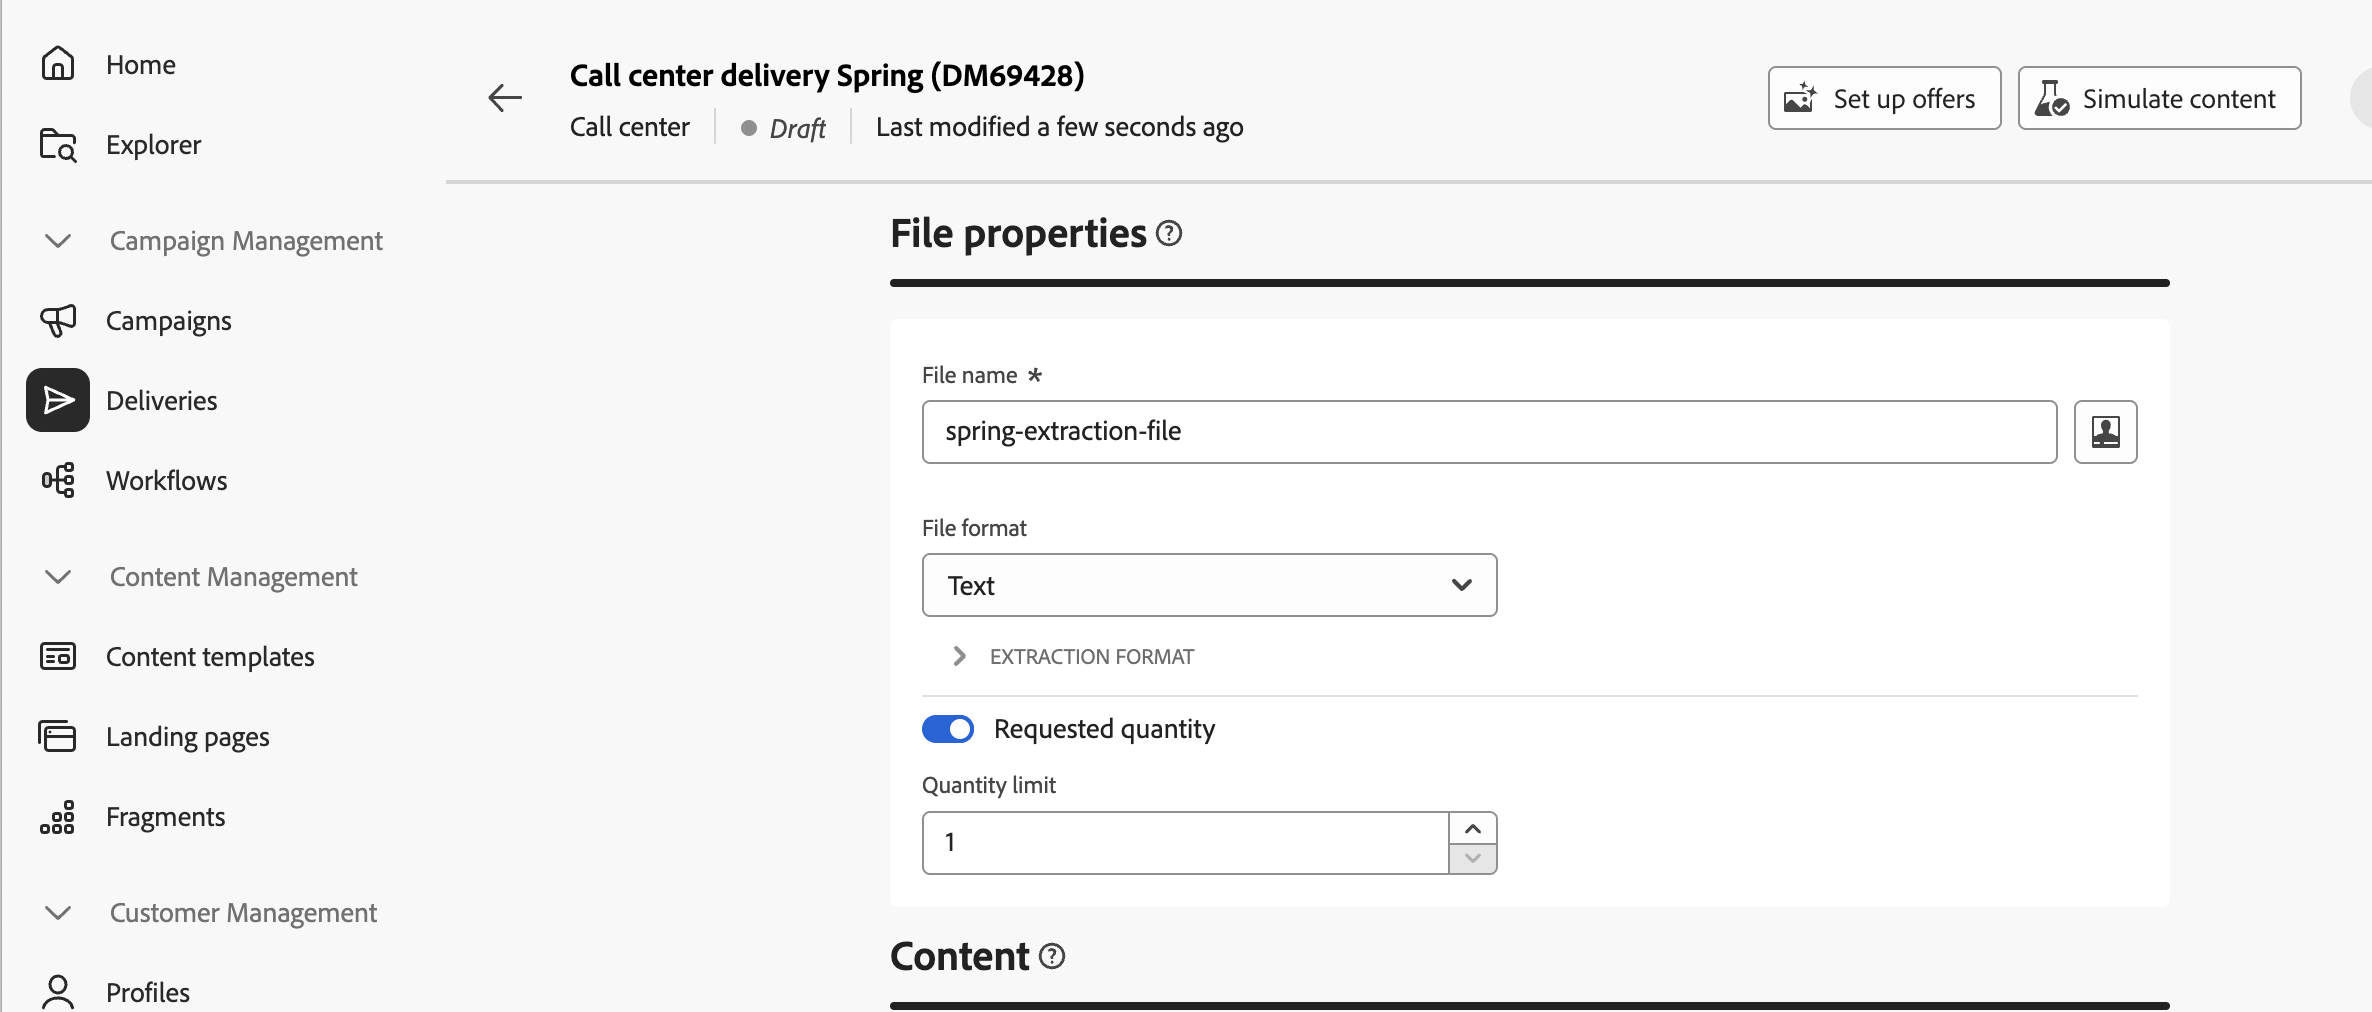 Home
Explorer
Campaign Management
Campaigns
Deliveries
Workflows
Content Management
Content templates
Landing pages
Fragments
Customer Management
Profiles
Call center delivery Spring (DM69428)
Call center
Draft
Last modified a few seconds ago
Set up offers
Simulate content
File properties
File name *
spring-extraction-file
File format
Text
EXTRACTION FORMAT
Requested quantity
Quantity limit
1
Content